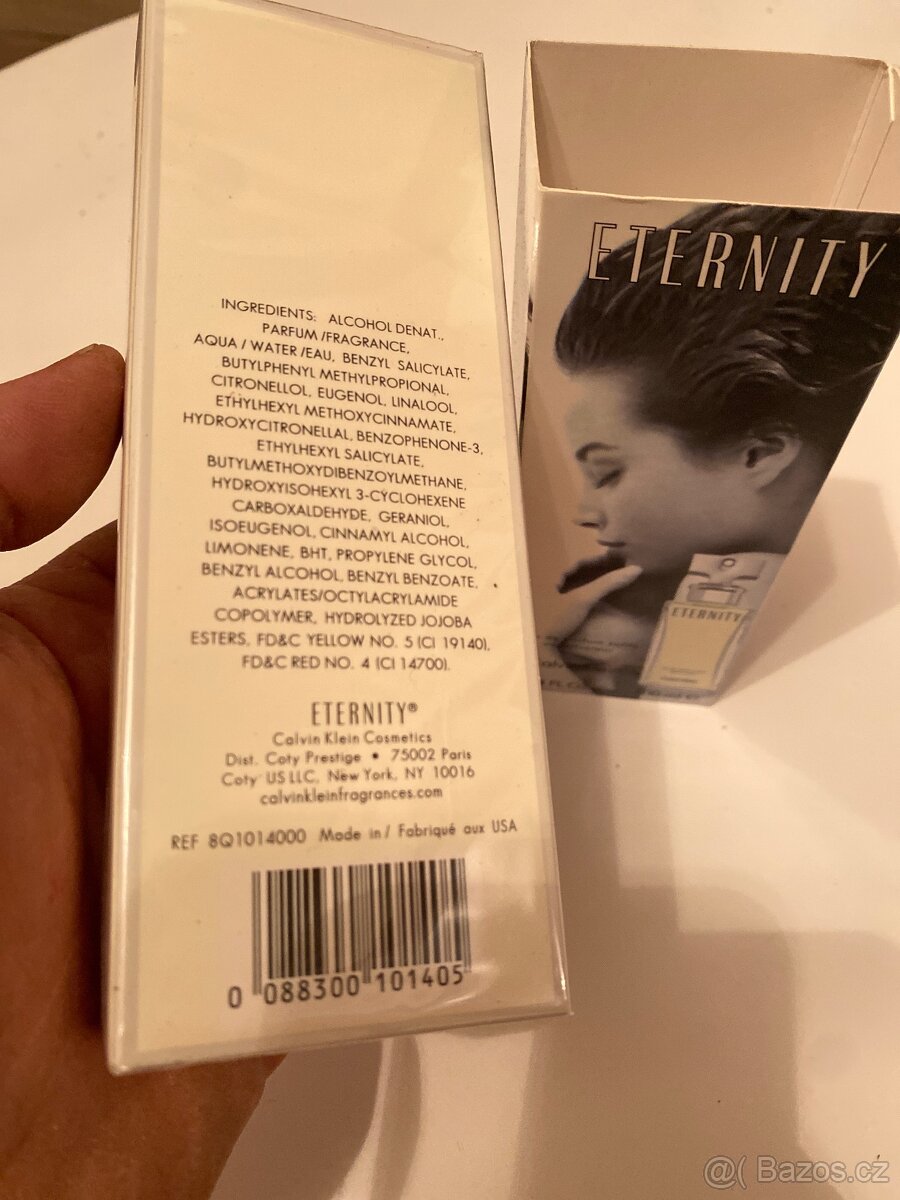 INGREDIENTS: ALCOHOL DENAT.,
PARFUM /FRAGRANCE,
AQUA / WATER /EAU, BENZYL SALICYLATE,
BUTYLPHENYL METHYLPROPIONAL,
CITRONELLOL, EUGENOL, LINALOOL,
ETHYLHEXYL METHOXYCINNAMATE,
HYDROXYCITRONELLAL, BENZOPHENONE-3,
ETHYLHEXYL SALICYLATE,
BUTYLMETHOXYDIBENZOYLMETHANE,
HYDROXYISOHEXYL 3-CYCLOHEXENE
CARBOXALDEHYDE, GERANIOL,
ISOEUGENOL, CINNAMYL ALCOHOL,
LIMONENE, BHT, PROPYLENE GLYCOL,
BENZYL ALCOHOL, BENZYL BENZOATE,
ACRYLATES/OCTYLACRYLAMIDE
COPOLYMER, HYDROLYZED JOJOBA
ESTERS, FD&C YELLOW NO. 5 (CI 19140),
FD&C RED NO. 4 (CI 14700).
ETERNITY®
Calvin Klein Cosmetics
Dist. Coty Prestige • 75002 Paris
Coty US LLC, New York, NY 10016
calvinkleinfragrances.com
REF 8Q1014000 Made in / Fabriqué aux USA
0 088300 101405
ETERNITY
ETERNITY
@( Bazos.cz